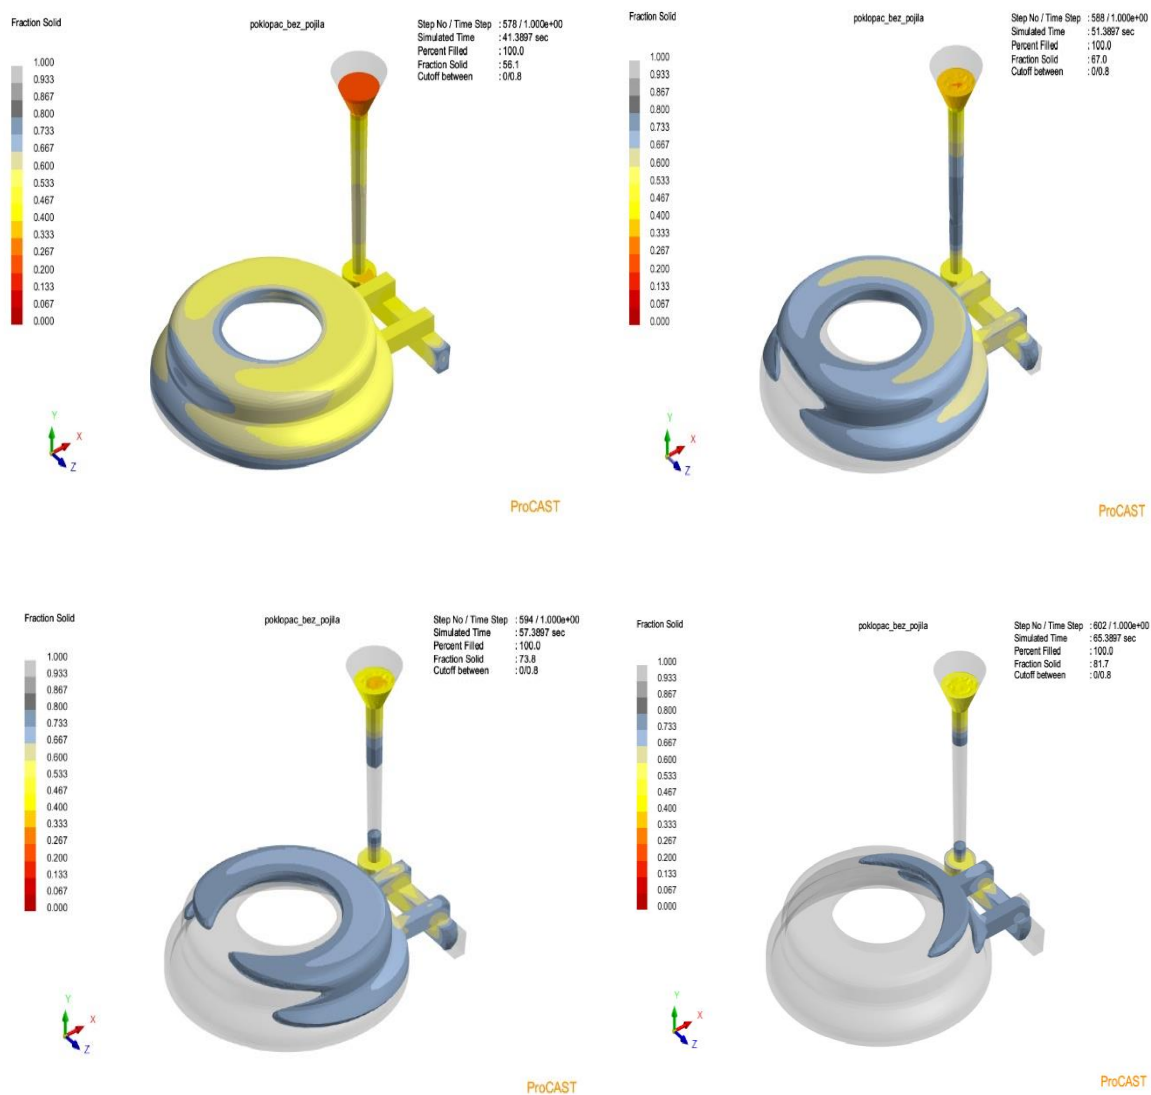 Fraction Solid
poklopac_bez_pojila
Step No / Time Step : 578 / 1.000e+00
Simulated Time : 41.3897 sec
Percent Filled : 100.0
Fraction Solid : 56.1
Cutoff between : 0/0.8
1.000
0.933
0.867
0.800
0.733
0.667
0.600
0.533
0.467
0.400
0.333
0.267
0.200
0.133
0.067
0.000
Y
X
Z
ProCAST
Fraction Solid
poklopac_bez_pojila
Step No / Time Step : 588 / 1.000e+00
Simulated Time : 51.3897 sec
Percent Filled : 100.0
Fraction Solid : 67.0
Cutoff between : 0/0.8
1.000
0.933
0.867
0.800
0.733
0.667
0.600
0.533
0.467
0.400
0.333
0.267
0.200
0.133
0.067
0.000
Y
X
Z
ProCAST
Fraction Solid
poklopac_bez_pojila
Step No / Time Step : 594 / 1.000e+00
Simulated Time : 57.3897 sec
Percent Filled : 100.0
Fraction Solid : 73.8
Cutoff between : 0/0.8
1.000
0.933
0.867
0.800
0.733
0.667
0.600
0.533
0.467
0.400
0.333
0.267
0.200
0.133
0.067
0.000
Y
X
Z
ProCAST
Fraction Solid
poklopac_bez_pojila
Step No / Time Step : 602 / 1.000e+00
Simulated Time : 65.3897 sec
Percent Filled : 100.0
Fraction Solid : 81.7
Cutoff between : 0/0.8
1.000
0.933
0.867
0.800
0.733
0.667
0.600
0.533
0.467
0.400
0.333
0.267
0.200
0.133
0.067
0.000
Y
X
Z
ProCAST